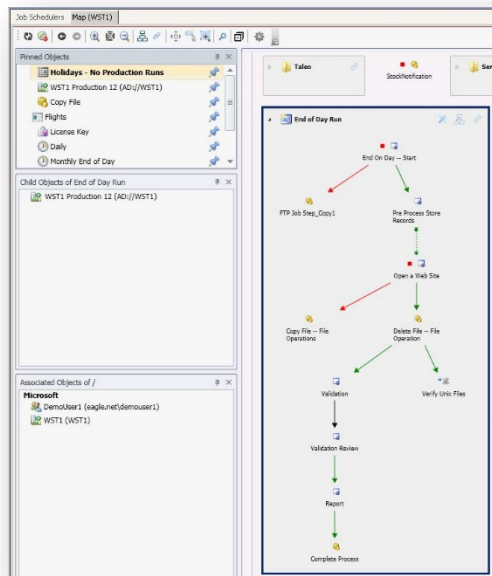 Job Schedulers
Map (WST1)
Pinned Objects
Holidays - No Production Runs
WST1 Production 12 (AD://WST1)
Copy File
Flights
License Key
Daily
Monthly End of Day
Child Objects of End of Day Run
WST1 Production 12 (AD://WST1)
Associated Objects of /
Microsoft
DemoUser1 (eagle.net\demouser1)
WST1 (WST1)
Taleo
StockNotification
End of Day Run
End On Day -- Start
FTP Job Step_Copy1
Pre Process Store
Records
Open a Web Site
Copy File -- File
Operations
Delete File -- File
Operation
Validation
Verify Unix Files
Validation Review
Report
Complete Process